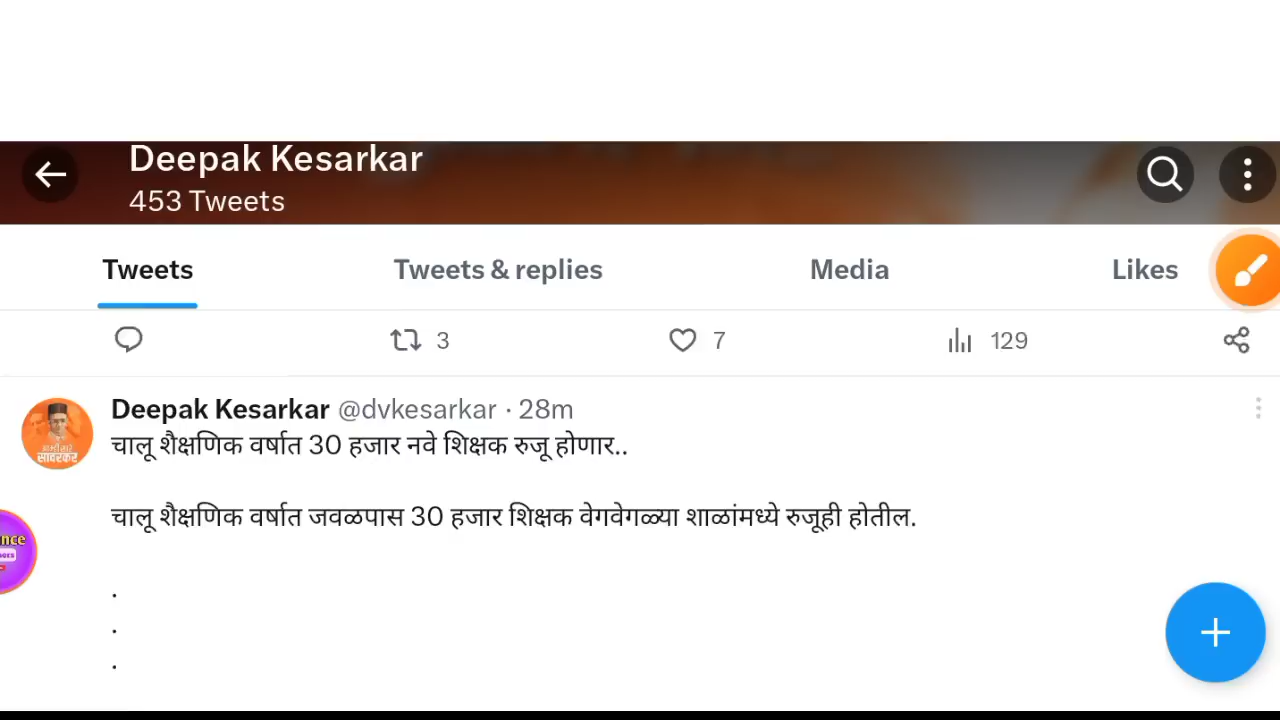 Deepak Kesarkar
453 Tweets
Tweets Tweets & replies Media Likes
3 7 129
Deepak Kesarkar @dvkesarkar · 28m
चालू शैक्षणिक वर्षात 30 हजार नवे शिक्षक रुजू होणार..
चालू शैक्षणिक वर्षात जवळपास 30 हजार शिक्षक वेगवेगळ्या शाळांमध्ये रुजूही होतील.
.
.
.
सावरकर